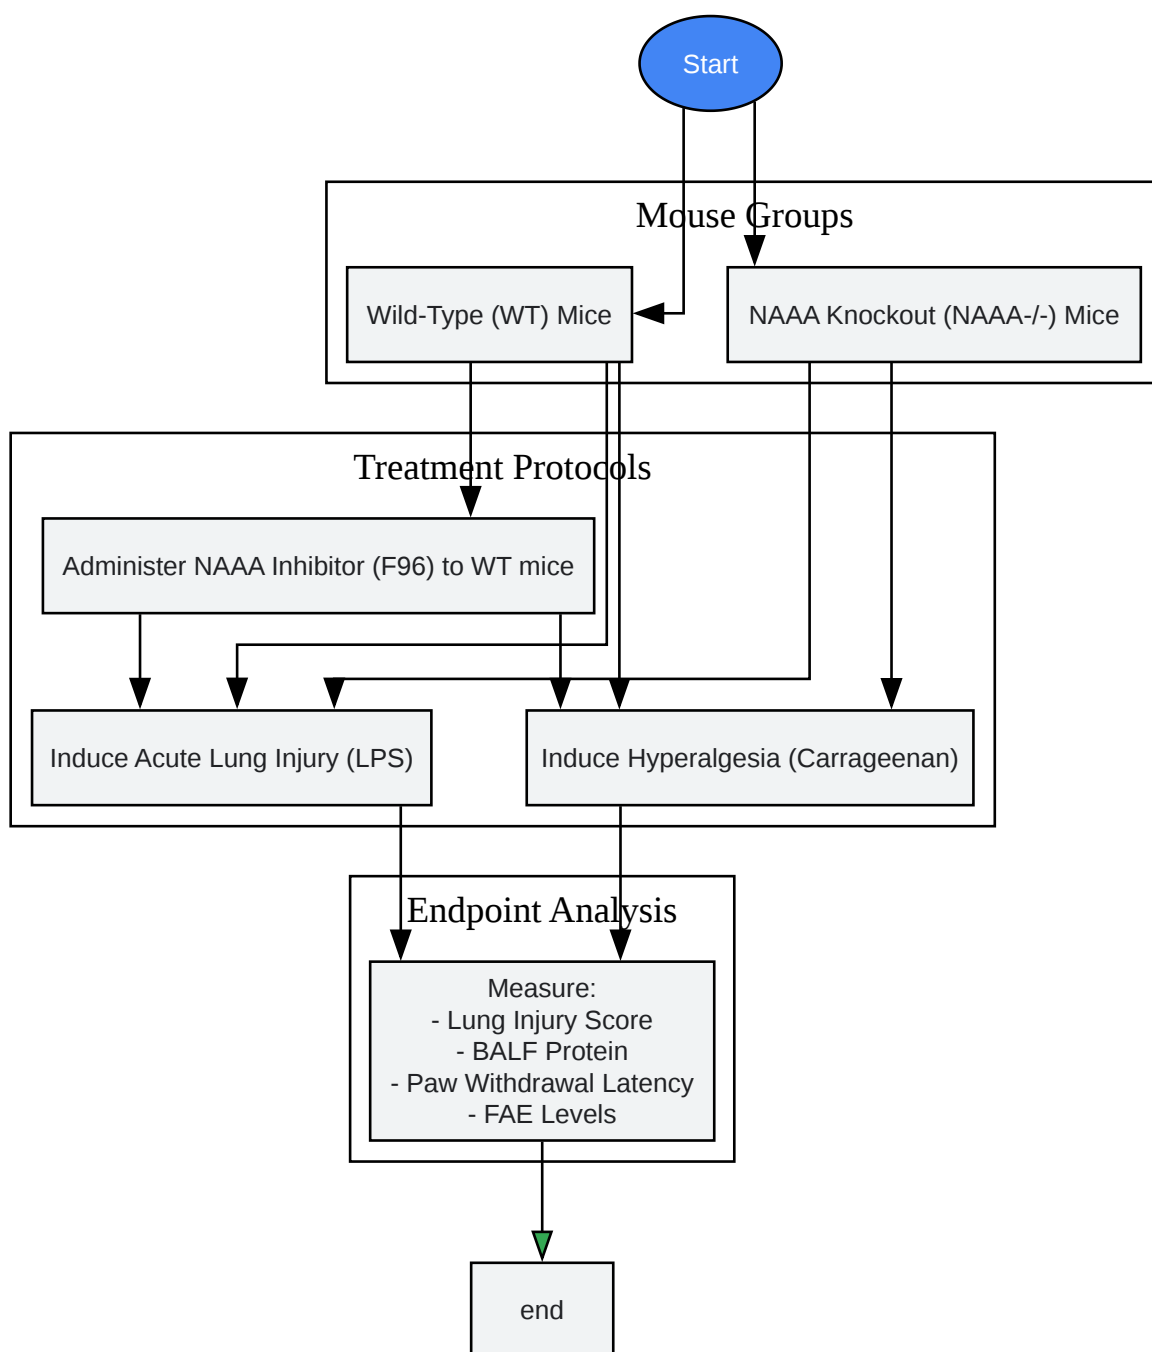 Start
Mouse Groups
Wild-Type (WT) Mice
NAAA Knockout (NAAA-/-) Mice
Treatment Protocols
Administer NAAA Inhibitor (F96) to WT mice
Induce Acute Lung Injury (LPS)
Induce Hyperalgesia (Carrageenan)
Endpoint Analysis
Measure:
- Lung Injury Score
- BALF Protein
- Paw Withdrawal Latency
- FAE Levels
end